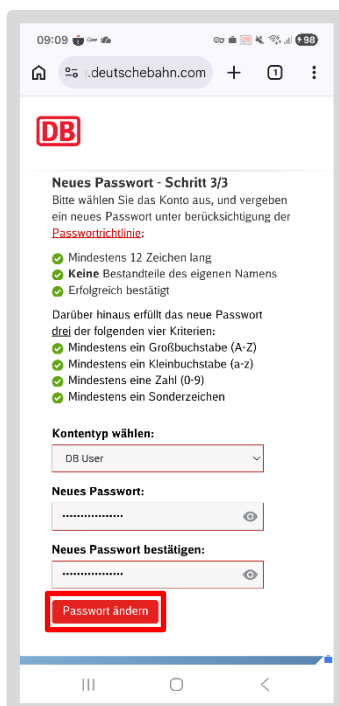 09:09
98
.deutschebahn.com
1
DB
Neues Passwort - Schritt 3/3
Bitte wählen Sie das Konto aus, und vergeben
ein neues Passwort unter berücksichtigung der
Passwortrichtlinie:
Mindestens 12 Zeichen lang
Keine Bestandteile des eigenen Namens
Erfolgreich bestätigt
Darüber hinaus erfüllt das neue Passwort
drei der folgenden vier Kriterien:
Mindestens ein Großbuchstabe (A-Z)
Mindestens ein Kleinbuchstabe (a-z)
Mindestens eine Zahl (0-9)
Mindestens ein Sonderzeichen
Kontentyp wählen:
DB User
Neues Passwort:
•••••••••••••••••
Neues Passwort bestätigen:
•••••••••••••••••
Passwort ändern